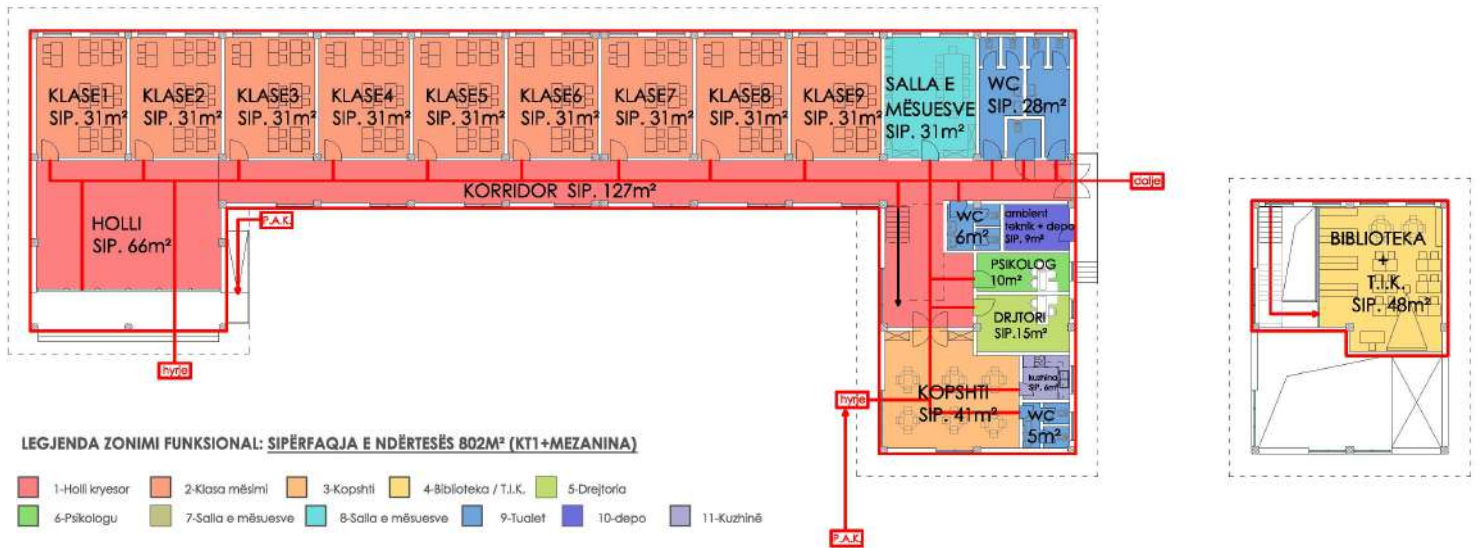 KLASE1
SIP. 31m²
KLASE2
SIP. 31m²
KLASE3
SIP. 31m²
KLASE4
SIP. 31m²
KLASE5
SIP. 31m²
KLASE6
SIP. 31m²
KLASE7
SIP. 31m²
KLASE8
SIP. 31m²
KLASE9
SIP. 31m²
SALLA E
MËSUESVE
SIP. 31m²
WC
SIP. 28m²
dalje
KORRIDOR SIP. 127m²
HOLLI
SIP. 66m²
P.A.K.
WC
6m²
ambient
teknik + depo
SIP. 9m²
PSIKOLOG
10m²
DRJTORI
SIP.15m²
kuzhina
SIP. 6m²
KOPSHTI
SIP. 41m²
WC
5m²
hyrje
hyrje
P.A.K.
BIBLIOTEKA
+
T.I.K.
SIP. 48m²
LEGJENDA ZONIMI FUNKSIONAL: SIPËRFAQJA E NDËRTESËS 802M² (KT1+MEZANINA)
1-Holli kryesor
2-Klasa mësimi
3-Kopshti
4-Biblioteka / T.I.K.
5-Drejtoria
6-Psikologu
7-Salla e mësuesve
8-Salla e mësuesve
9-Tualet
10-depo
11-Kuzhinë